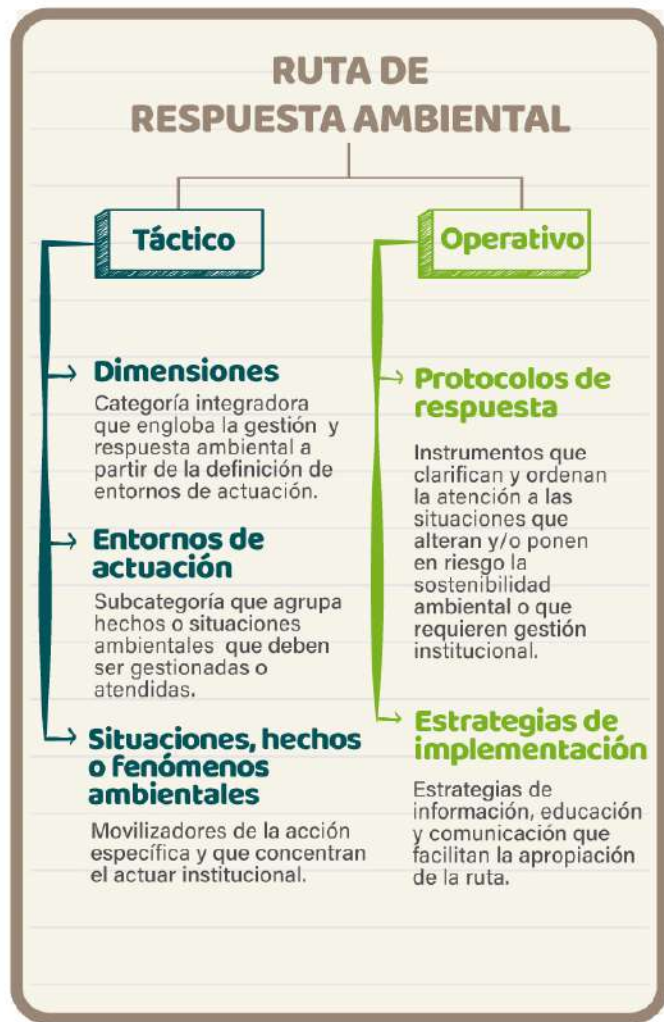 RUTA DE
RESPUESTA AMBIENTAL
Táctico
Dimensiones
Categoría integradora
que engloba la gestión y
respuesta ambiental a
partir de la definición de
entornos de actuación.
Entornos de
actuación
Subcategoría que agrupa
hechos o situaciones
ambientales que deben
ser gestionadas o
atendidas.
Situaciones, hechos
o fenómenos
ambientales
Movilizadores de la acción
específica y que concentran
el actuar institucional.
Operativo
Protocolos de
respuesta
Instrumentos que
clarifican y ordenan
la atención a las
situaciones que
alteran y/o ponen
en riesgo la
sostenibilidad
ambiental o que
requieren gestión
institucional.
Estrategias de
implementación
Estrategias de
información, educación
y comunicación que
facilitan la apropiación
de la ruta.